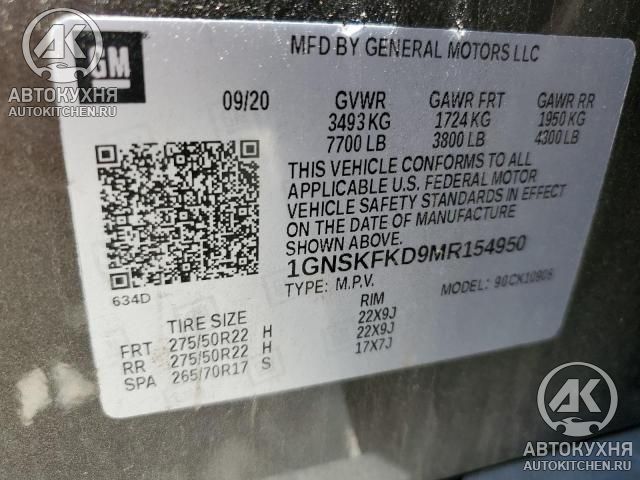 AK
АВТОКУХНЯ
AUTOKITCHEN.RU
GM
MFD BY GENERAL MOTORS LLC
09/20 GVWR GAWR FRT GAWR RR
3493 KG 1724 KG 1950 KG
7700 LB 3800 LB 4300 LB
THIS VEHICLE CONFORMS TO ALL
APPLICABLE U.S. FEDERAL MOTOR
VEHICLE SAFETY STANDARDS IN EFFECT
ON THE DATE OF MANUFACTURE
SHOWN ABOVE.
1GNSKFKD9MR154950
634D TYPE: M.P.V. MODEL: 98CK10906
TIRE SIZE RIM
FRT 275/50R22 H 22X9J
RR 275/50R22 H 22X9J
SPA 265/70R17 S 17X7J
AK
АВТОКУХНЯ
AUTOKITCHEN.RU